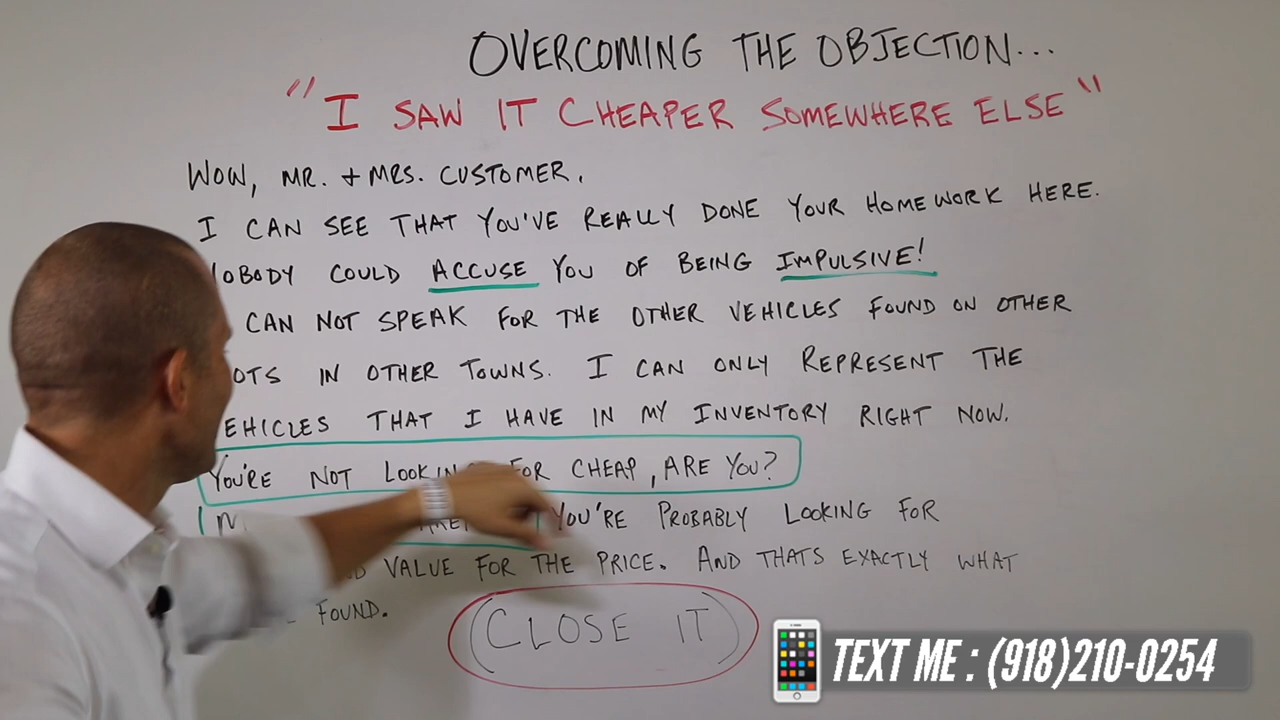 OVERCOMING THE OBJECTION...
"I SAW IT CHEAPER SOMEWHERE ELSE"
WOW, MR. + MRS. CUSTOMER.
I CAN SEE THAT YOU'VE REALLY DONE YOUR HOMEWORK HERE.
NOBODY COULD ACCUSE YOU OF BEING IMPULSIVE!
CAN NOT SPEAK FOR THE OTHER VEHICLES FOUND ON OTHER
OTS IN OTHER TOWNS. I CAN ONLY REPRESENT THE
EHICLES THAT I HAVE IN MY INVENTORY RIGHT NOW.
YOU'RE NOT LOOKING FOR CHEAP, ARE YOU?
YOU'RE PROBABLY LOOKING FOR
VALUE FOR THE PRICE. AND THATS EXACTLY WHAT
FOUND.
(CLOSE IT)
TEXT ME : (918)210-0254